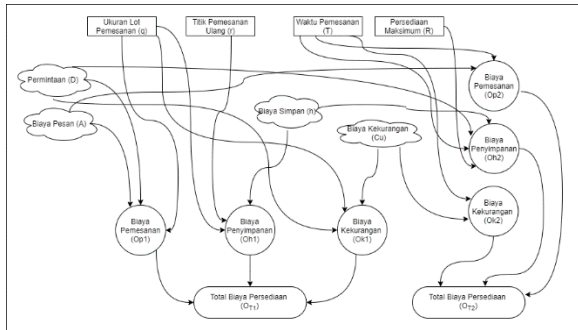 Ukuran Lot
Pemesanan (q)
Titik Pemesanan
Ulang (r)
Waktu Pemesanan
(T)
Persediaan
Maksimum (R)
Permintaan (D)
Biaya Pesan (A)
Biaya Simpan (h)
Biaya Kekurangan
(Cu)
Biaya
Pemesanan
(Op2)
Biaya
Penyimpanan
(Oh2)
Biaya
Kekurangan
(Ok2)
Biaya
Pemesanan
(Op1)
Biaya
Penyimpanan
(Oh1)
Biaya
Kekurangan
(Ok1)
Total Biaya Persediaan
(OT1)
Total Biaya Persediaan
(OT2)